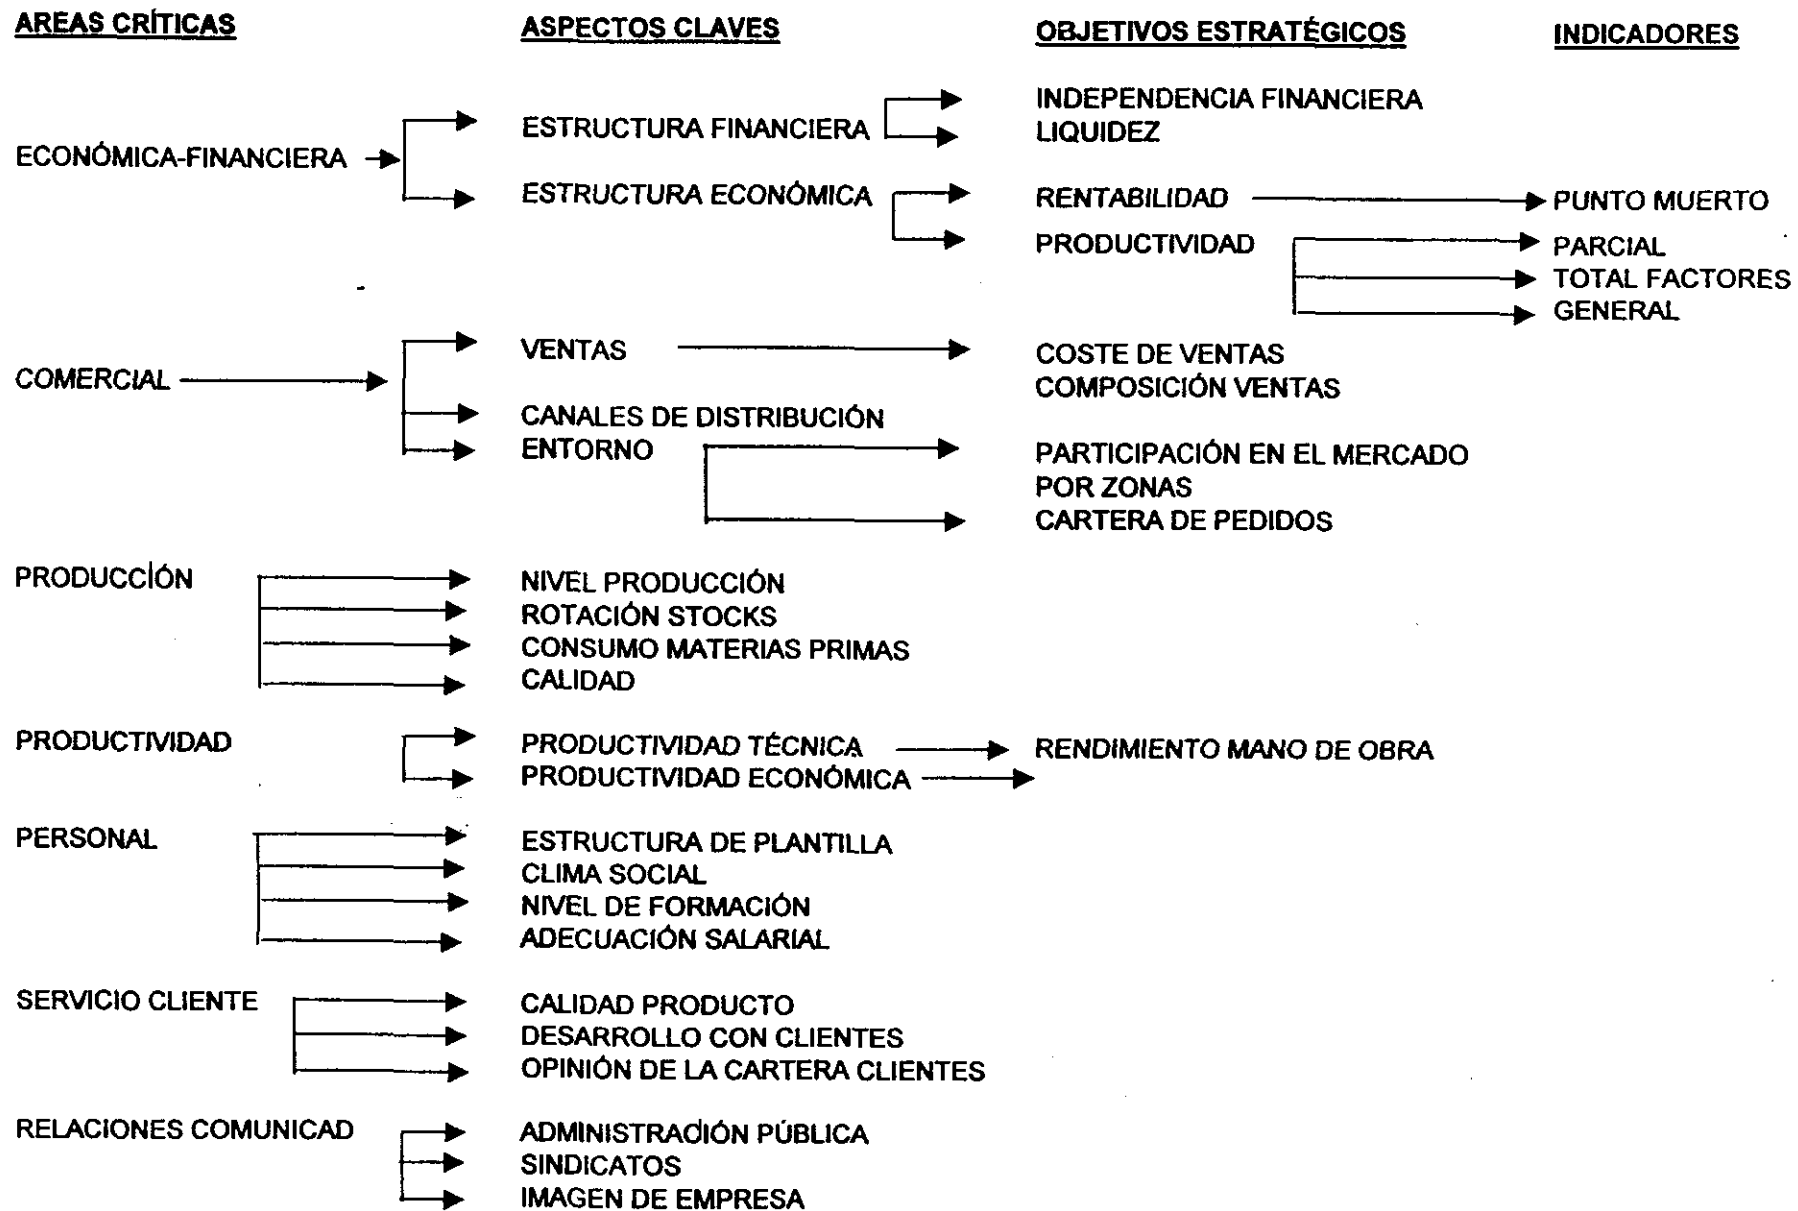 AREAS CRÍTICAS ASPECTOS CLAVES OBJETIVOS ESTRATÉGICOS INDICADORES
INDEPENDENCIA FINANCIERA
ESTRUCTURA FINANCIERA LIQUIDEZ
ECONÓMICA-FINANCIERA
ESTRUCTURA ECONÓMICA RENTABILIDAD PUNTO MUERTO
PRODUCTIVIDAD PARCIAL
TOTAL FACTORES
GENERAL
VENTAS COSTE DE VENTAS
COMERCIAL COMPOSICIÓN VENTAS
CANALES DE DISTRIBUCIÓN
ENTORNO PARTICIPACIÓN EN EL MERCADO
POR ZONAS
CARTERA DE PEDIDOS
PRODUCCIÓN NIVEL PRODUCCIÓN
ROTACIÓN STOCKS
CONSUMO MATERIAS PRIMAS
CALIDAD
PRODUCTIVIDAD PRODUCTIVIDAD TÉCNICA RENDIMIENTO MANO DE OBRA
PRODUCTIVIDAD ECONÓMICA
PERSONAL ESTRUCTURA DE PLANTILLA
CLIMA SOCIAL
NIVEL DE FORMACIÓN
ADECUACIÓN SALARIAL
SERVICIO CLIENTE CALIDAD PRODUCTO
DESARROLLO CON CLIENTES
OPINIÓN DE LA CARTERA CLIENTES
RELACIONES COMUNICAD ADMINISTRACIÓN PÚBLICA
SINDICATOS
IMAGEN DE EMPRESA